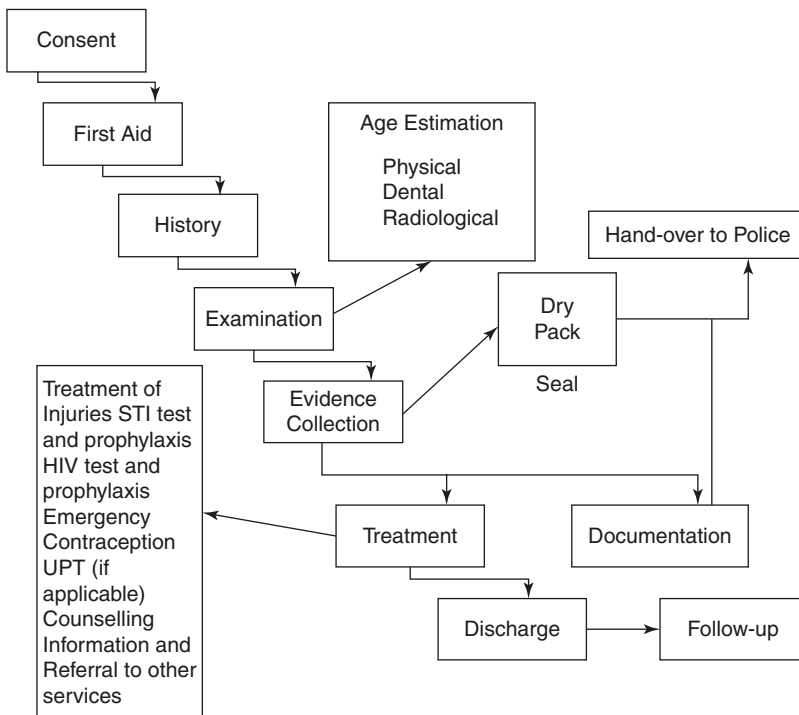 Consent
First Aid
History
Examination
Age Estimation
Physical
Dental
Radiological
Hand-over to Police
Dry
Pack
Seal
Evidence
Collection
Treatment of
Injuries STI test
and prophylaxis
HIV test and
prophylaxis
Emergency
Contraception
UPT (if
applicable)
Counselling
Information and
Referral to other
services
Treatment
Documentation
Discharge
Follow-up